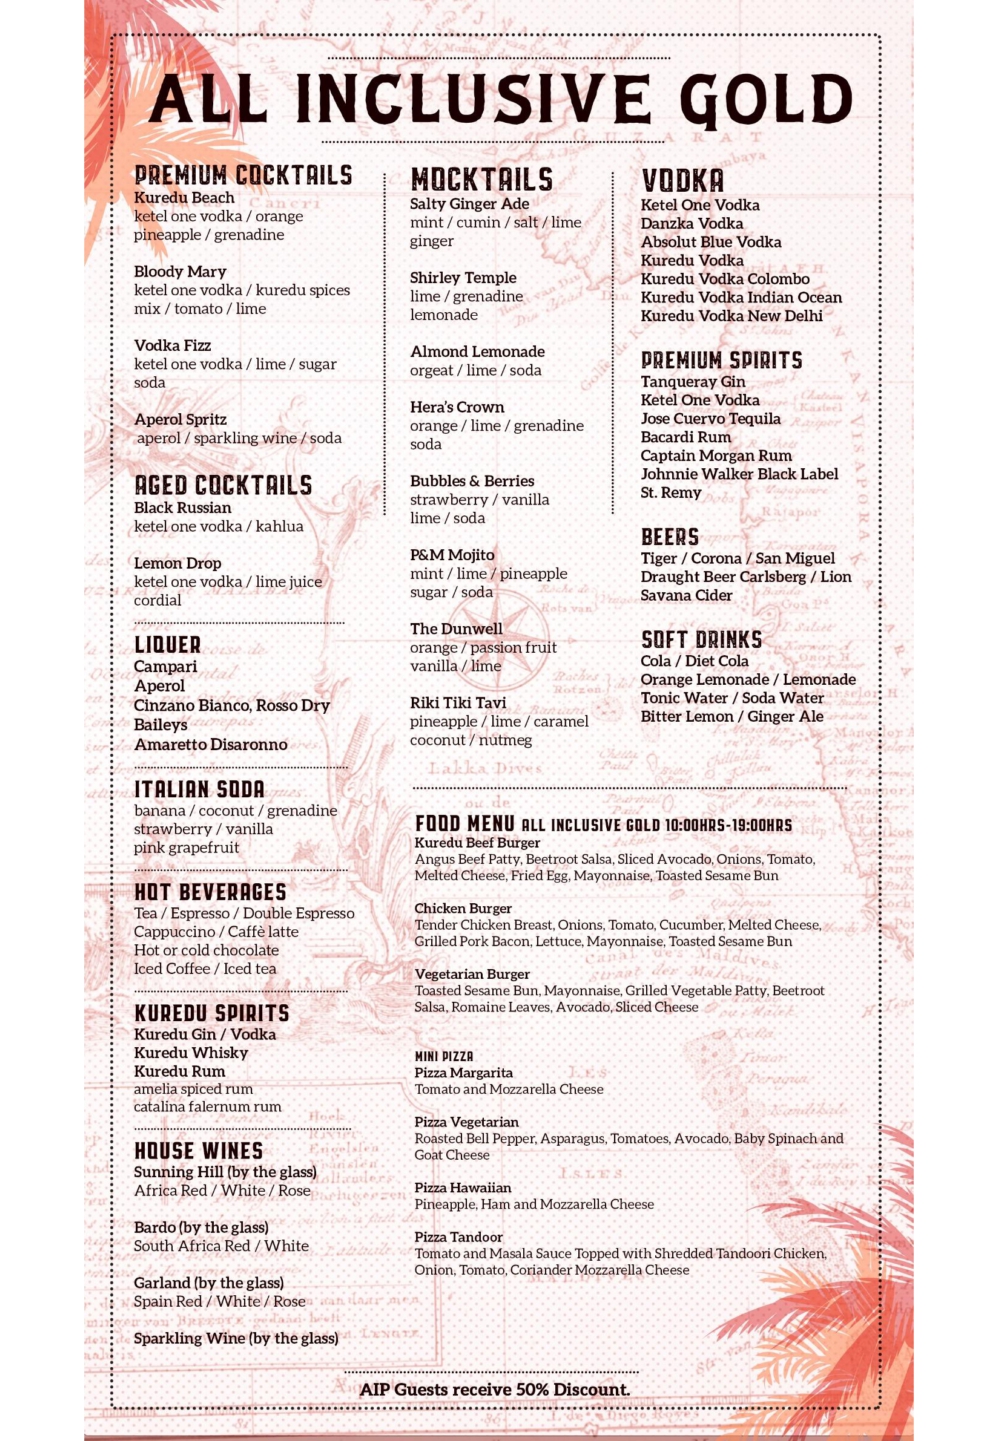 ALL INCLUSIVE GOLD
PREMIUM COCKTAILS
Kuredu Beach
ketel one vodka / orange
pineapple / grenadine
Bloody Mary
ketel one vodka / kuredu spices
mix / tomato / lime
Vodka Fizz
ketel one vodka / lime / sugar
soda
Aperol Spritz
aperol / sparkling wine / soda
AGED COCKTAILS
Black Russian
ketel one vodka / kahlua
Lemon Drop
ketel one vodka / lime juice
cordial
LIQUER
Campari
Aperol
Cinzano Bianco, Rosso Dry
Baileys
Amaretto Disaronno
ITALIAN SODA
banana / coconut / grenadine
strawberry / vanilla
pink grapefruit
HOT BEVERAGES
Tea / Espresso / Double Espresso
Cappuccino / Caffè latte
Hot or cold chocolate
Iced Coffee / Iced tea
KUREDU SPIRITS
Kuredu Gin / Vodka
Kuredu Whisky
Kuredu Rum
amelia spiced rum
catalina falernum rum
HOUSE WINES
Sunning Hill (by the glass)
Africa Red / White / Rose
Bardo (by the glass)
South Africa Red / White
Garland (by the glass)
Spain Red / White / Rose
Sparkling Wine (by the glass)
MOCKTAILS
Salty Ginger Ade
mint / cumin / salt / lime
ginger
Shirley Temple
lime / grenadine
lemonade
Almond Lemonade
orgeat / lime / soda
Hera's Crown
orange / lime / grenadine
soda
Bubbles & Berries
strawberry / vanilla
lime / soda
P&M Mojito
mint / lime / pineapple
sugar / soda
The Dunwell
orange / passion fruit
vanilla / lime
Riki Tiki Tavi
pineapple / lime / caramel
coconut / nutmeg
VODKA
Ketel One Vodka
Danzka Vodka
Absolut Blue Vodka
Kuredu Vodka
Kuredu Vodka Colombo
Kuredu Vodka Indian Ocean
Kuredu Vodka New Delhi
PREMIUM SPIRITS
Tanqueray Gin
Ketel One Vodka
Jose Cuervo Tequila
Bacardi Rum
Captain Morgan Rum
Johnnie Walker Black Label
St. Remy
BEERS
Tiger / Corona / San Miguel
Draught Beer Carlsberg / Lion
Savana Cider
SOFT DRINKS
Cola / Diet Cola
Orange Lemonade / Lemonade
Tonic Water / Soda Water
Bitter Lemon / Ginger Ale
FOOD MENU ALL INCLUSIVE GOLD 10:00HRS-19:00HRS
Kuredu Beef Burger
Angus Beef Patty, Beetroot Salsa, Sliced Avocado, Onions, Tomato,
Melted Cheese, Fried Egg, Mayonnaise, Toasted Sesame Bun
Chicken Burger
Tender Chicken Breast, Onions, Tomato, Cucumber, Melted Cheese,
Grilled Pork Bacon, Lettuce, Mayonnaise, Toasted Sesame Bun
Vegetarian Burger
Toasted Sesame Bun, Mayonnaise, Grilled Vegetable Patty, Beetroot
Salsa, Romaine Leaves, Avocado, Sliced Cheese
MINI PIZZA
Pizza Margarita
Tomato and Mozzarella Cheese
Pizza Vegetarian
Roasted Bell Pepper, Asparagus, Tomatoes, Avocado, Baby Spinach and
Goat Cheese
Pizza Hawaiian
Pineapple, Ham and Mozzarella Cheese
Pizza Tandoor
Tomato and Masala Sauce Topped with Shredded Tandoori Chicken,
Onion, Tomato, Coriander Mozzarella Cheese
AIP Guests receive 50% Discount.